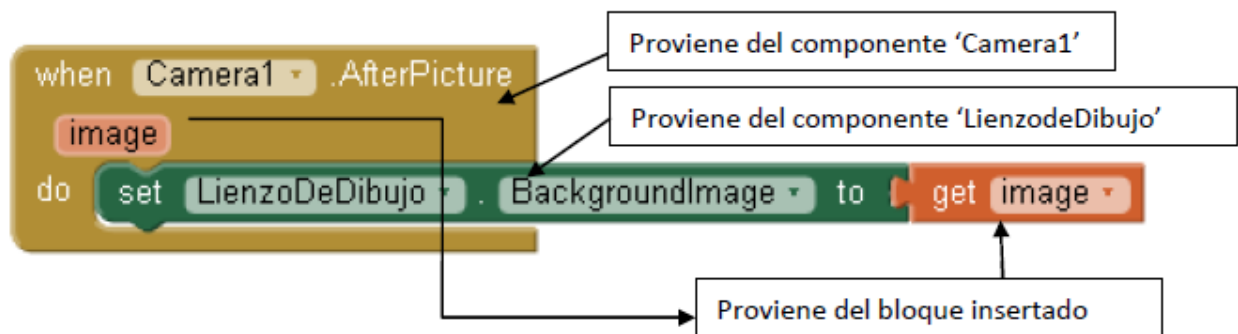 Proviene del componente ‘Camera1’
when Camera1 .AfterPicture
Proviene del componente ‘LienzodeDibujo’
image
do set LienzoDeDibujo . BackgroundImage to get image
Proviene del bloque insertado